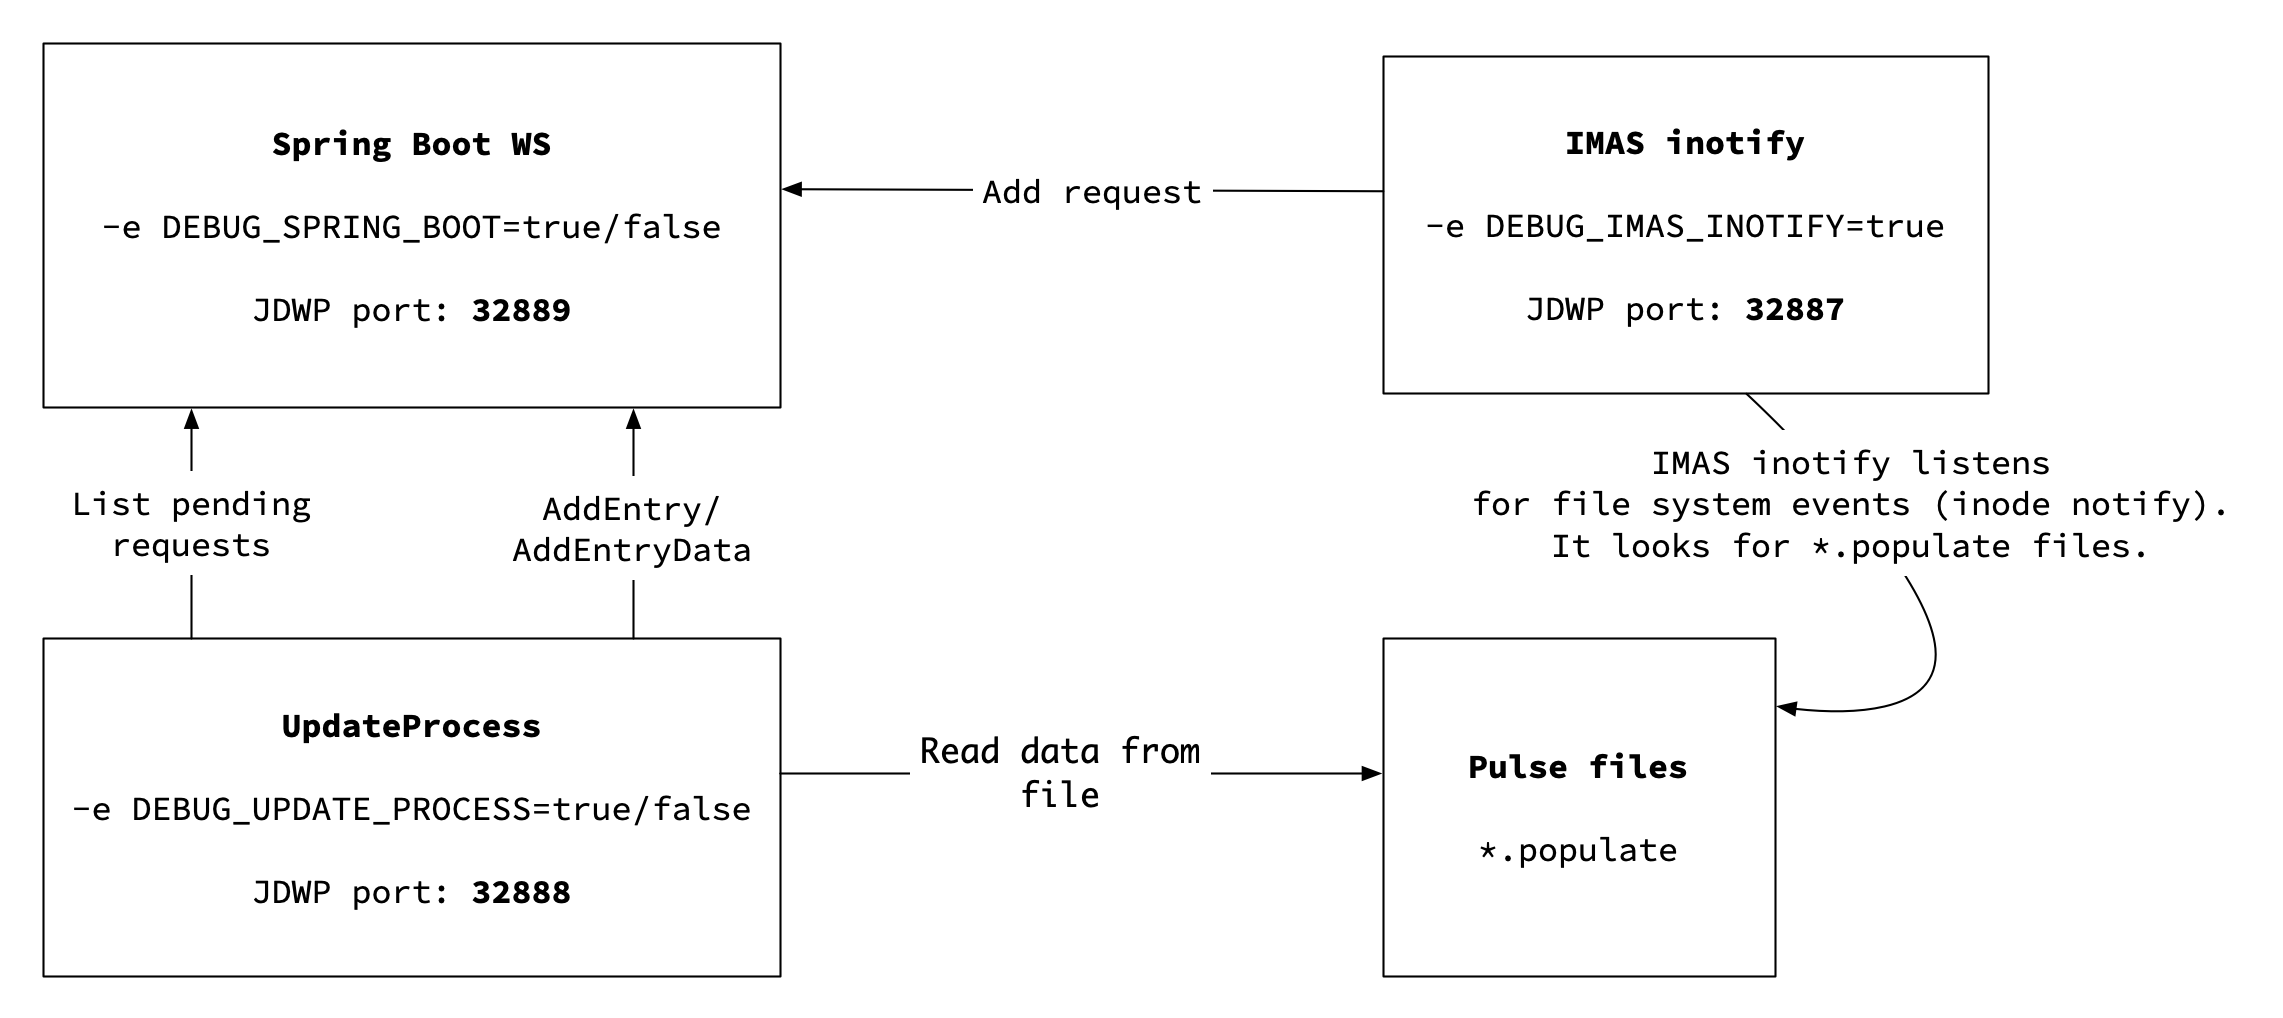 Spring Boot WS
-e DEBUG_SPRING_BOOT=true/false
JDWP port: 32889
Add request
IMAS inotify
-e DEBUG_IMAS_INOTIFY=true
JDWP port: 32887
List pending
requests
AddEntry/
AddEntryData
IMAS inotify listens
for file system events (inode notify).
It looks for *.populate files.
UpdateProcess
-e DEBUG_UPDATE_PROCESS=true/false
JDWP port: 32888
Read data from
file
Pulse files
*.populate